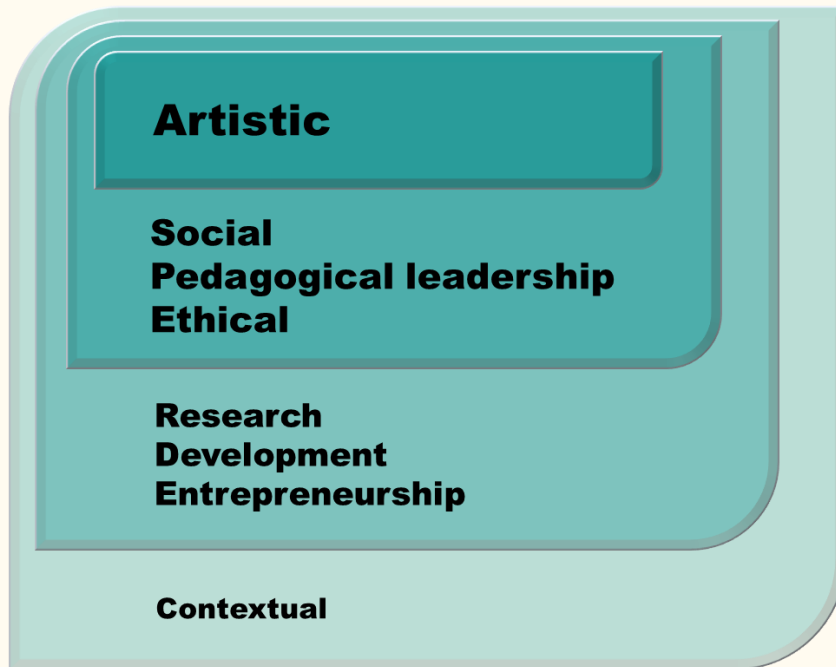 Artistic
Social
Pedagogical leadership
Ethical
Research
Development
Entrepreneurship
Contextual